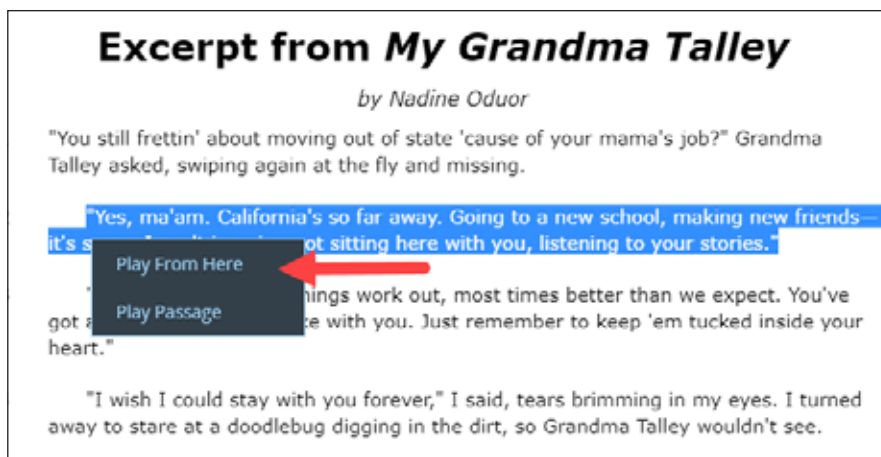 Excerpt from My Grandma Talley
by Nadine Oduor
"You still frettin' about moving out of state 'cause of your mama's job?" Grandma
Talley asked, swiping again at the fly and missing.
"Yes, ma'am. California's so far away. Going to a new school, making new friends—
it's sitting here with you, listening to your stories."
Play From Here
work out, most times better than we expect. You've
Play Passage
got with you. Just remember to keep 'em tucked inside your
heart."
"I wish I could stay with you forever," I said, tears brimming in my eyes. I turned
away to stare at a doodlebug digging in the dirt, so Grandma Talley wouldn't see.